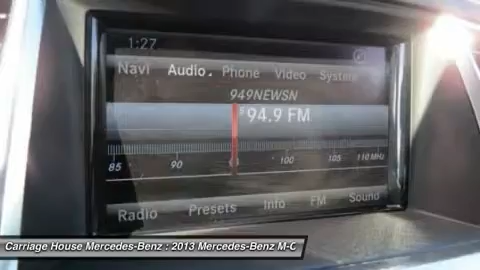 1:27
Navi Audio Phone Video System
949NEWSN
94.9 FM
85 90 95 100 105 110 MHz
Radio Presets Info FM Sound
Carriage House Mercedes-Benz : 2013 Mercedes-Benz M-C